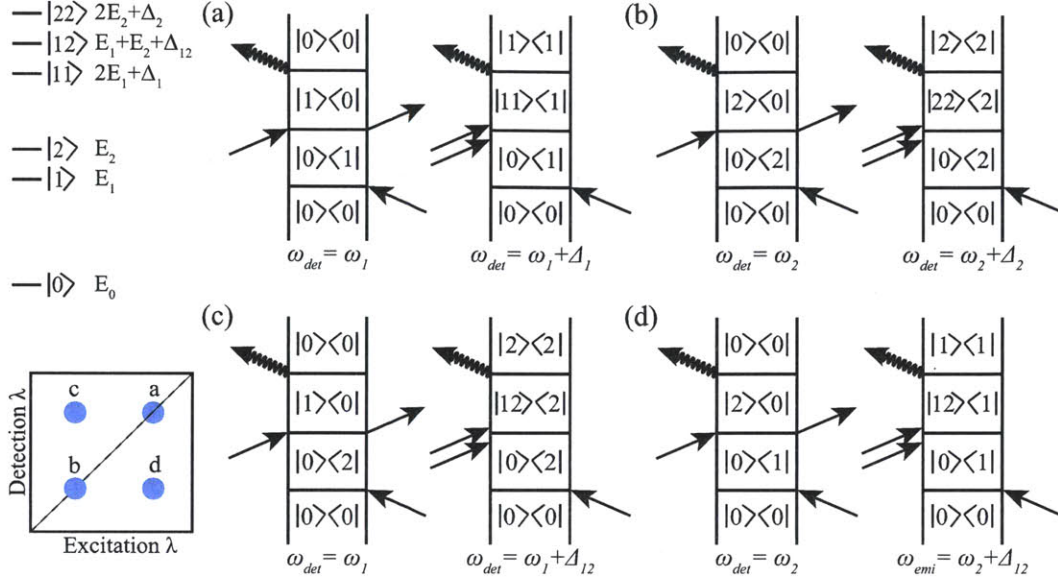 |22> 2E₂+Δ₂
|12> E₁+E₂+Δ₁₂
|11> 2E₁+Δ₁
|2> E₂
|1> E₁
|0> E₀
(a)
|0><0|
|1><0|
|0><1|
|0><0|
ω_det = ω₁
|1><1|
|11><1|
|0><1|
|0><0|
ω_det = ω₁+Δ₁
(b)
|0><0|
|2><0|
|0><2|
|0><0|
ω_det = ω₂
|2><2|
|22><2|
|0><2|
|0><0|
ω_det = ω₂+Δ₂
(c)
|0><0|
|1><0|
|0><2|
|0><0|
ω_det = ω₁
|2><2|
|12><2|
|0><2|
|0><0|
ω_det = ω₁+Δ₁₂
(d)
|0><0|
|2><0|
|0><1|
|0><0|
ω_det = ω₂
|1><1|
|12><1|
|0><1|
|0><0|
ω_emi = ω₂+Δ₁₂
Detection λ
c
a
b
d
Excitation λ